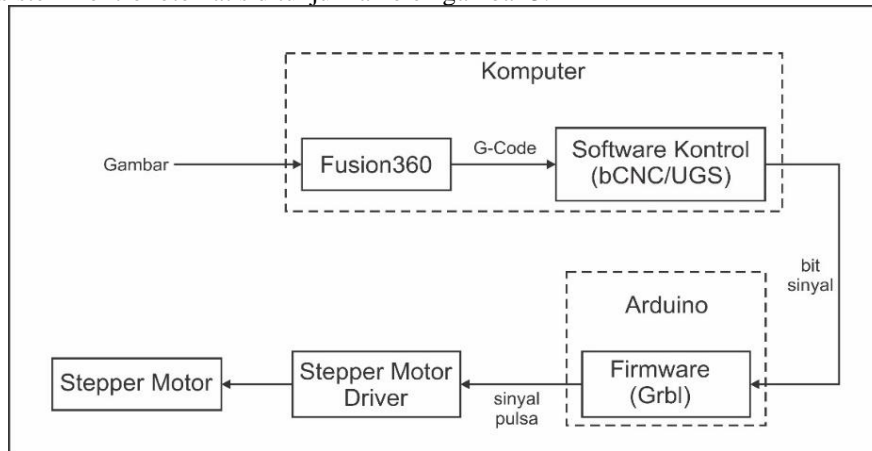 Komputer
Gambar
Fusion360
G-Code
Software Kontrol
(bCNC/UGS)
bit
sinyal
Arduino
Firmware
(Grbl)
sinyal
pulsa
Stepper Motor
Driver
Stepper Motor